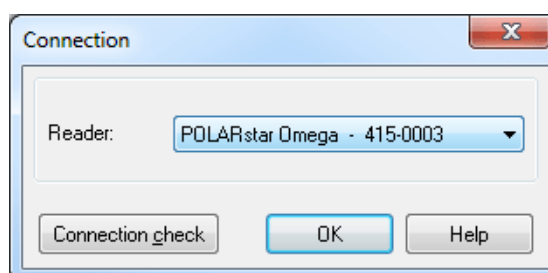 Connection
Reader: POLARstar Omega - 415-0003
Connection check OK Help